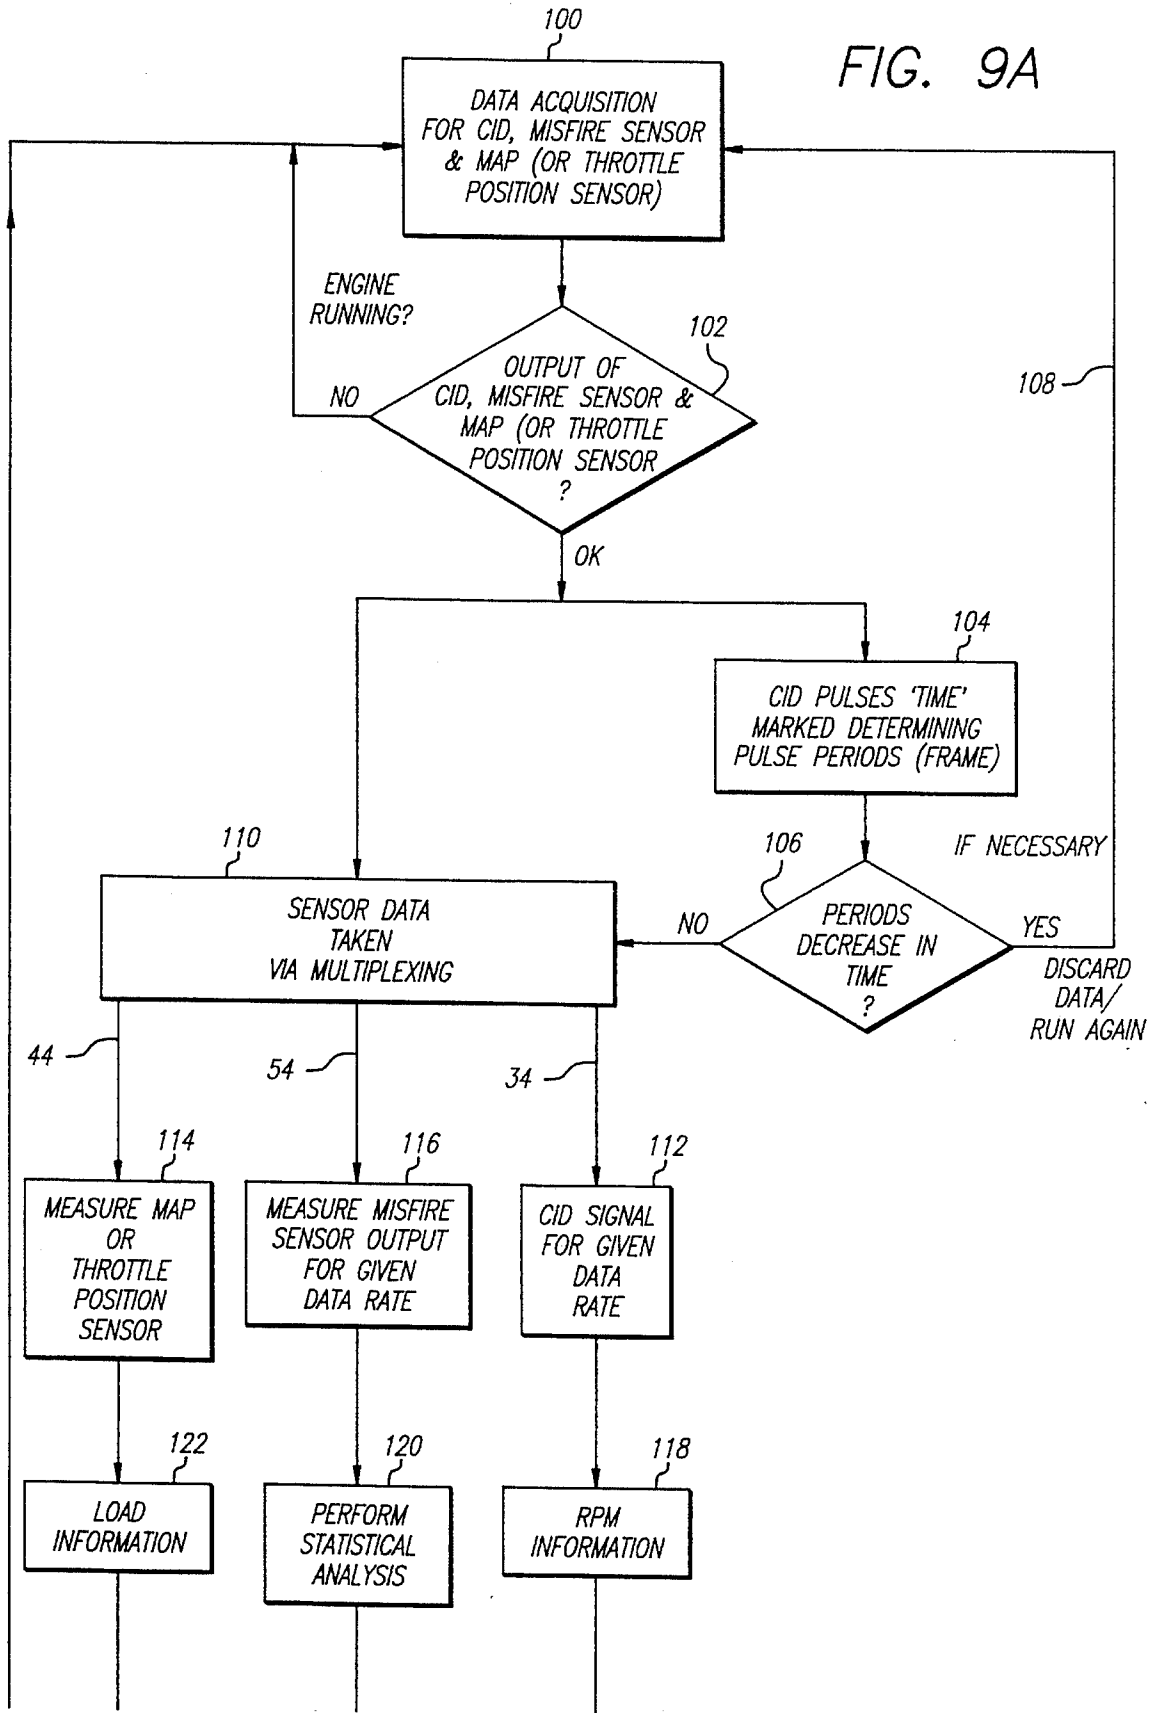 100
FIG. 9A
DATA ACQUISITION
FOR CID, MISFIRE SENSOR
& MAP (OR THROTTLE
POSITION SENSOR)
ENGINE
RUNNING?
102
108
NO
OUTPUT OF
CID, MISFIRE SENSOR &
MAP (OR THROTTLE
POSITION SENSOR
?
OK
104
CID PULSES 'TIME'
MARKED DETERMINING
PULSE PERIODS (FRAME)
110
106
IF NECESSARY
SENSOR DATA
TAKEN
VIA MULTIPLEXING
NO
PERIODS
DECREASE IN
TIME
?
YES
DISCARD
DATA/
RUN AGAIN
44
54
34
114
116
112
MEASURE MAP
OR
THROTTLE
POSITION
SENSOR
MEASURE MISFIRE
SENSOR OUTPUT
FOR GIVEN
DATA RATE
CID SIGNAL
FOR GIVEN
DATA
RATE
122
120
118
LOAD
INFORMATION
PERFORM
STATISTICAL
ANALYSIS
RPM
INFORMATION